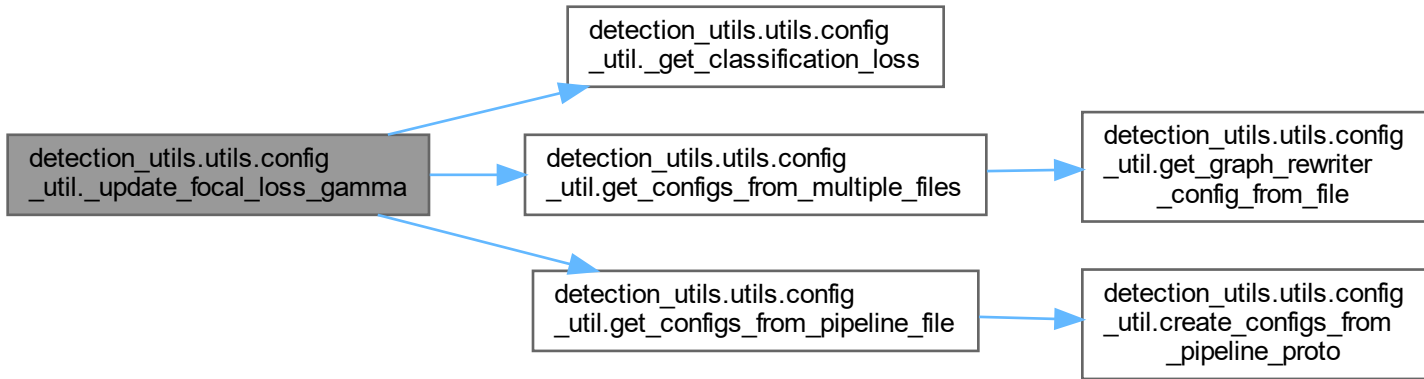 detection_utils.utils.config
_util._update_focal_loss_gamma
detection_utils.utils.config
_util._get_classification_loss
detection_utils.utils.config
_util.get_configs_from_multiple_files
detection_utils.utils.config
_util.get_graph_rewriter
_config_from_file
detection_utils.utils.config
_util.get_configs_from_pipeline_file
detection_utils.utils.config
_util.create_configs_from
_pipeline_proto